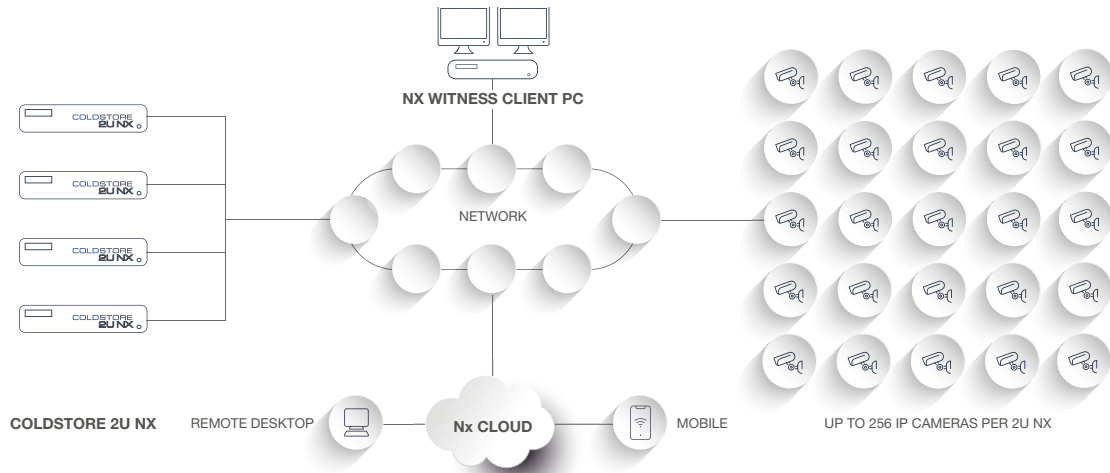 NX WITNESS CLIENT PC
COLDSTORE
2U NX
COLDSTORE
2U NX
COLDSTORE
2U NX
COLDSTORE
2U NX
NETWORK
COLDSTORE 2U NX
REMOTE DESKTOP
Nx CLOUD
MOBILE
UP TO 256 IP CAMERAS PER 2U NX